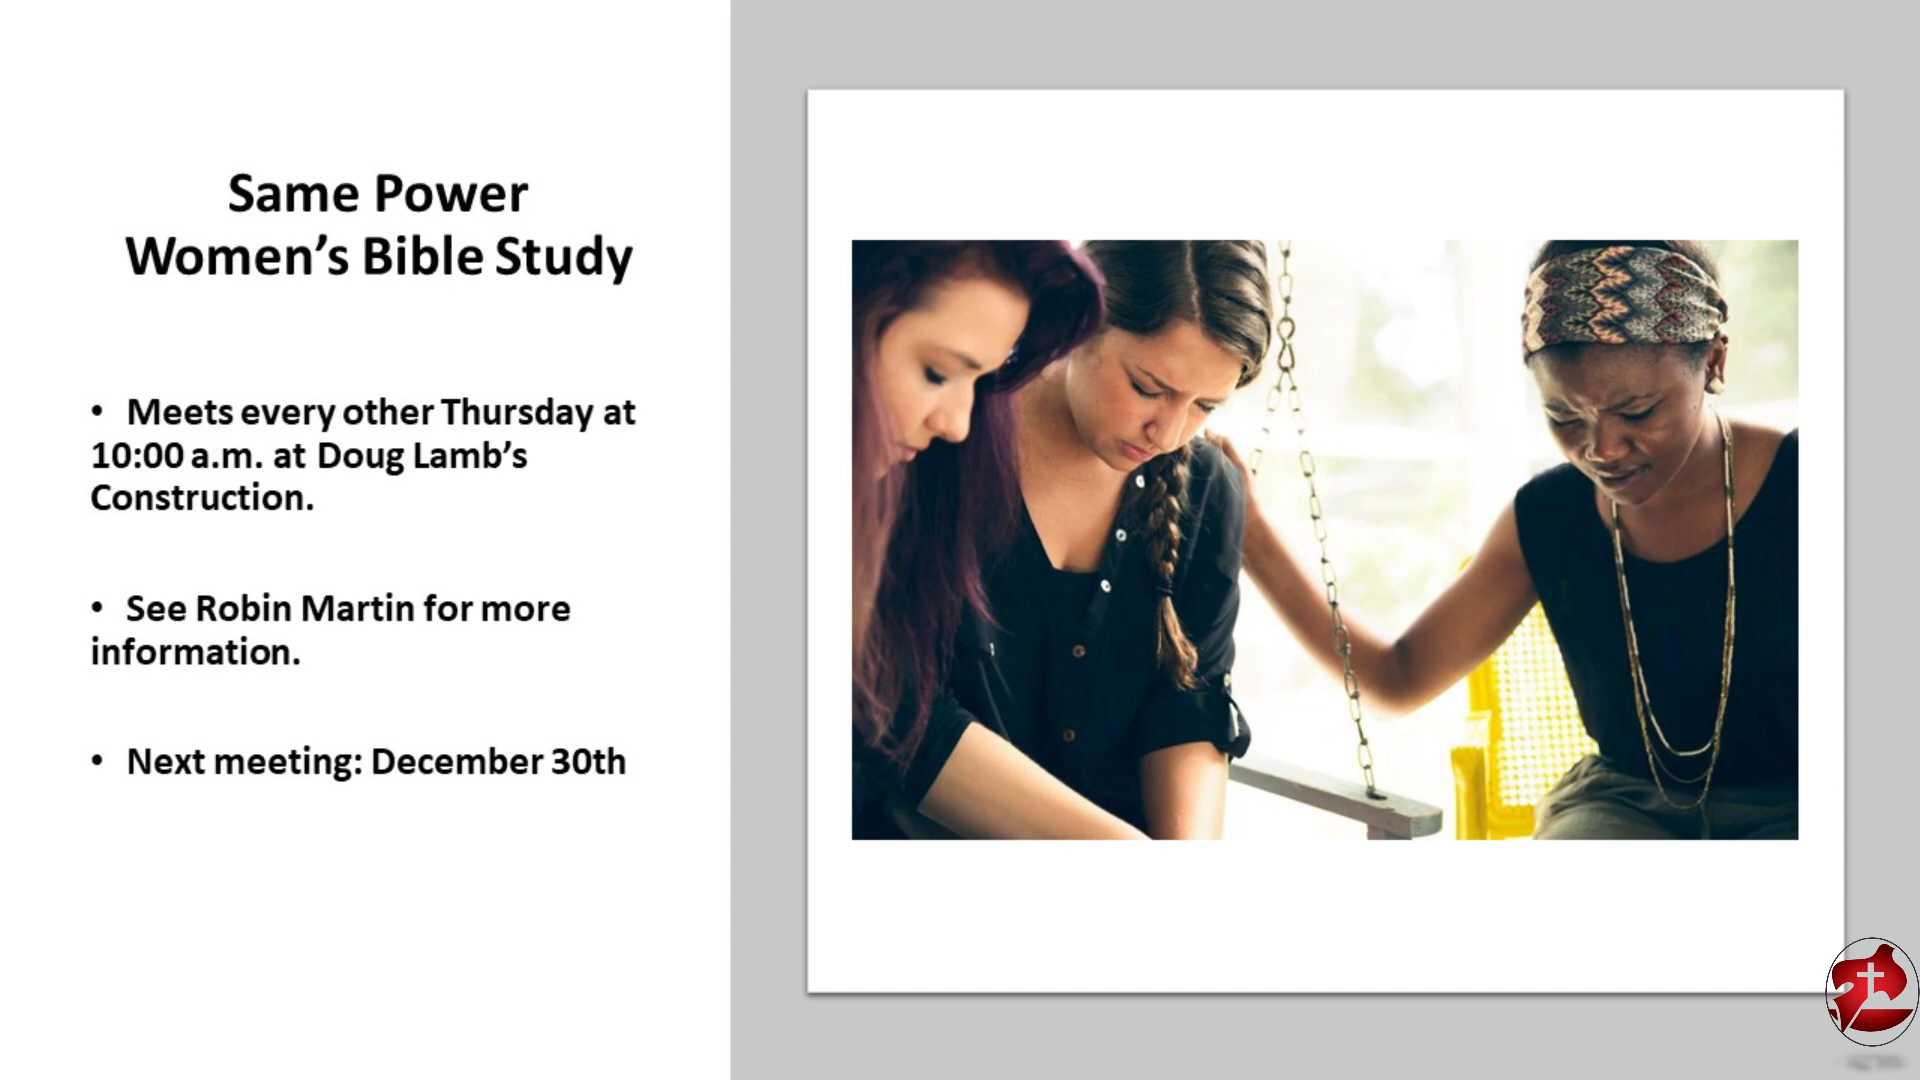 Same Power
Women’s Bible Study
• Meets every other Thursday at
10:00 a.m. at Doug Lamb’s
Construction.
• See Robin Martin for more
information.
• Next meeting: December 30th